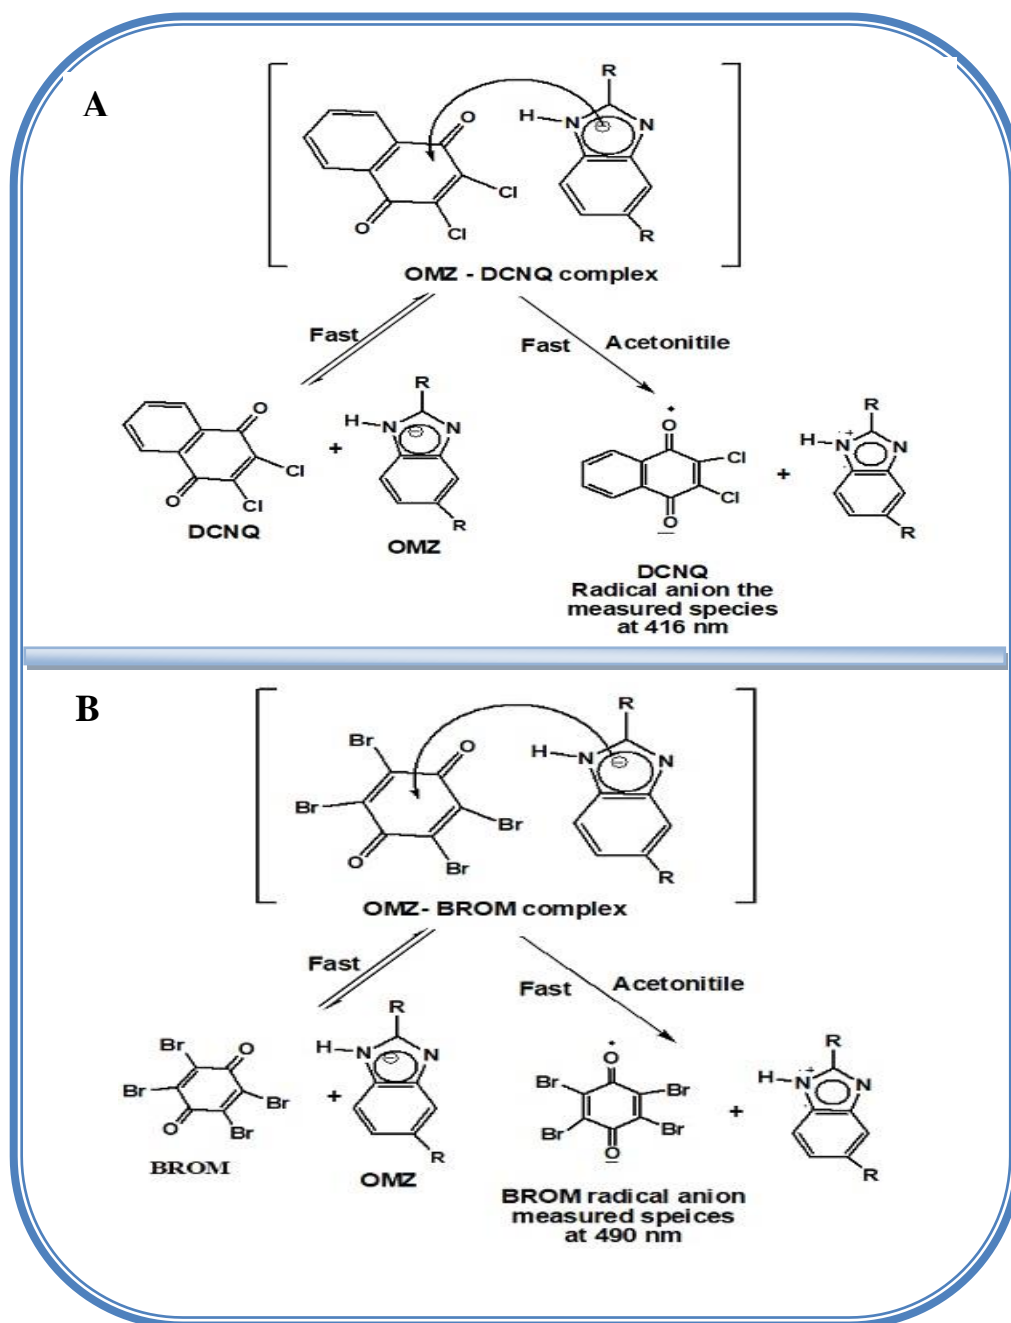 A
R
O
H
N
N
Cl
O
Cl
R
OMZ - DCNQ complex
Fast
Fast
Acetonitile
O
Cl
O
Cl
DCNQ
+
R
H
N
N
R
OMZ
O
Cl
Cl
O
+
R
H
N
N
R
DCNQ
Radical anion the
measured species
at 416 nm
B
R
Br
O
H
N
N
Br
Br
O
Br
R
OMZ- BROM complex
Fast
Fast
Acetonitile
Br
O
Br
Br
O
Br
BROM
+
R
H
N
N
R
OMZ
O
Br
Br
Br
Br
O
+
R
H
N
N
R
BROM radical anion
measured speices
at 490 nm